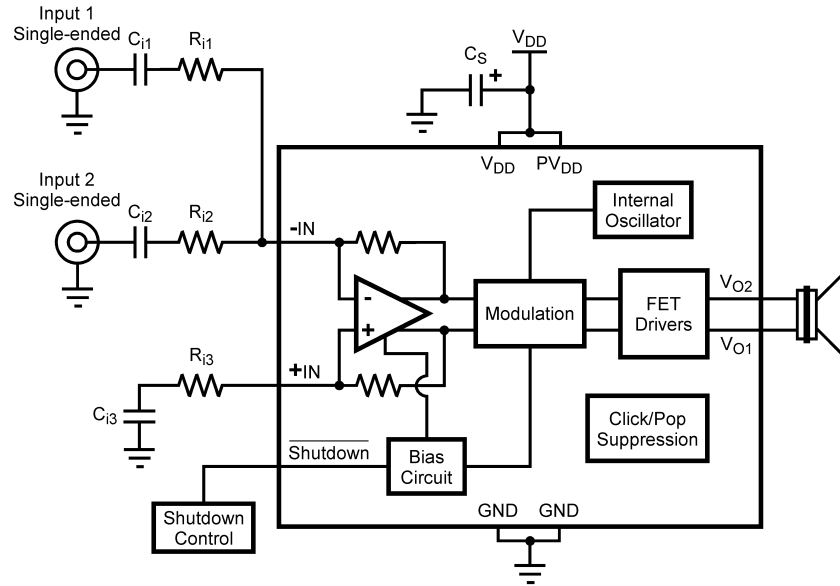 Input 1
Single-ended
Ci1
Ri1
VDD
CS
+
VDD
PVDD
Input 2
Single-ended
Ci2
Ri2
-IN
Internal
Oscillator
-
+
Modulation
FET
Drivers
VO2
VO1
Ri3
+IN
Ci3
Click/Pop
Suppression
Shutdown
Bias
Circuit
Shutdown
Control
GND
GND